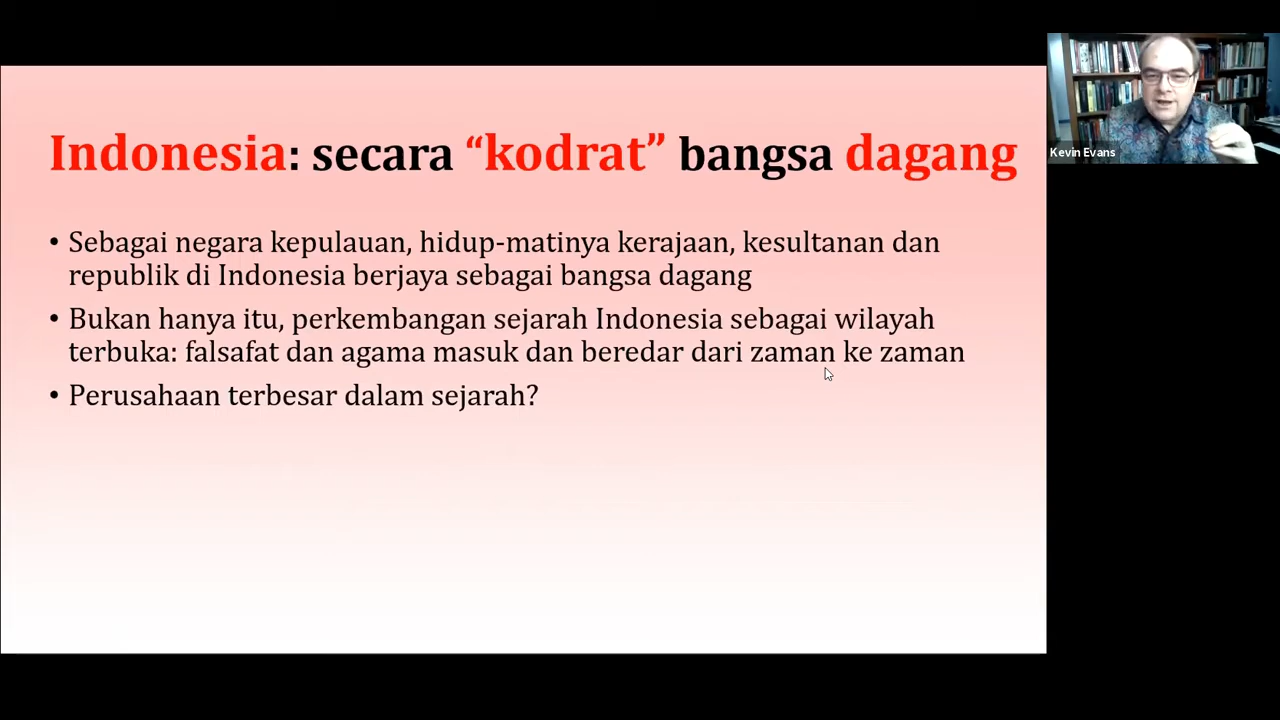 Indonesia: secara “kodrat” bangsa dagang
• Sebagai negara kepulauan, hidup-matinya kerajaan, kesultanan dan
republik di Indonesia berjaya sebagai bangsa dagang
• Bukan hanya itu, perkembangan sejarah Indonesia sebagai wilayah
terbuka: falsafat dan agama masuk dan beredar dari zaman ke zaman
• Perusahaan terbesar dalam sejarah?
Kevin Evans